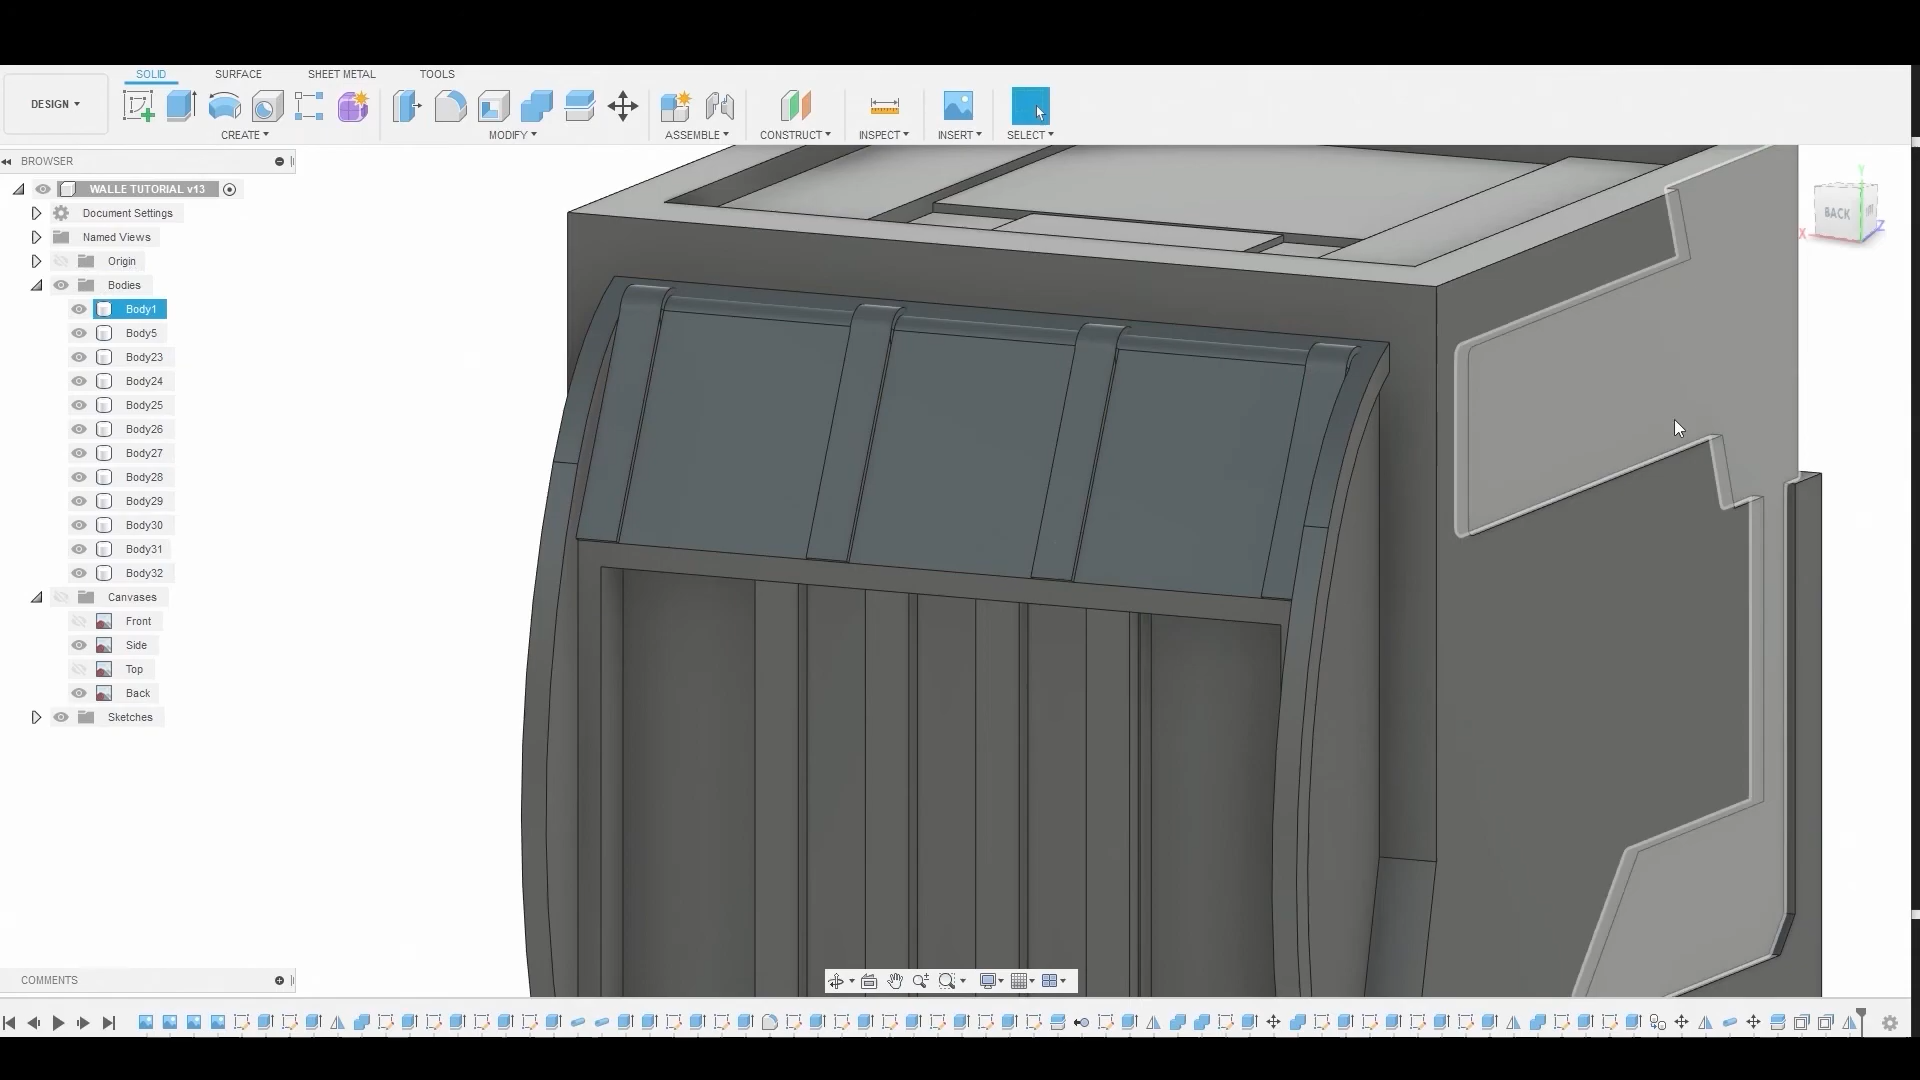 SOLID SURFACE SHEET METAL TOOLS
DESIGN
CREATE MODIFY ASSEMBLE CONSTRUCT INSPECT INSERT SELECT
BROWSER
WALLE TUTORIAL v13
Document Settings
Named Views
Origin
Bodies
Body1
Body5
Body23
Body24
Body25
Body26
Body27
Body28
Body29
Body30
Body31
Body32
Canvases
Front
Side
Top
Back
Sketches
COMMENTS
Y
BACK
X
Z